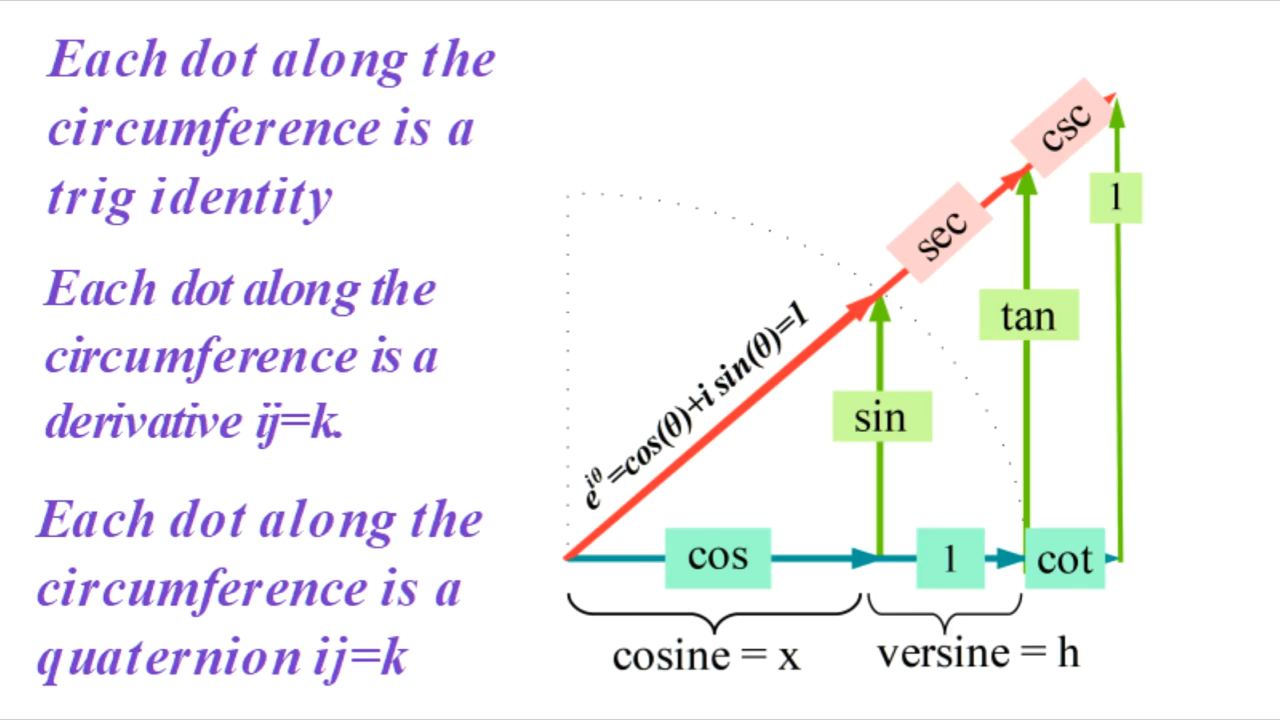 Each dot along the
circumference is a
trig identity
Each dot along the
circumference is a
derivative ij=k.
Each dot along the
circumference is a
quaternion ij=k
csc
1
sec
tan
e^{iθ}=cos(θ)+i sin(θ)=1
sin
cos
1
cot
cosine = x
versine = h